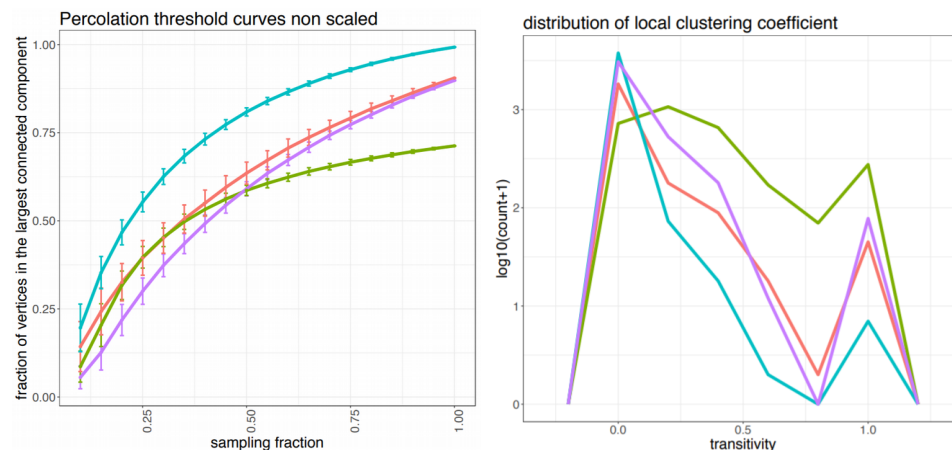 Percolation threshold curves non scaled
fraction of vertices in the largest connected component
1.00
0.75
0.50
0.25
0.00
0.25
0.50
0.75
1.00
sampling fraction
distribution of local clustering coefficient
log10(count+1)
3
2
1
0
0.0
0.5
1.0
transitivity